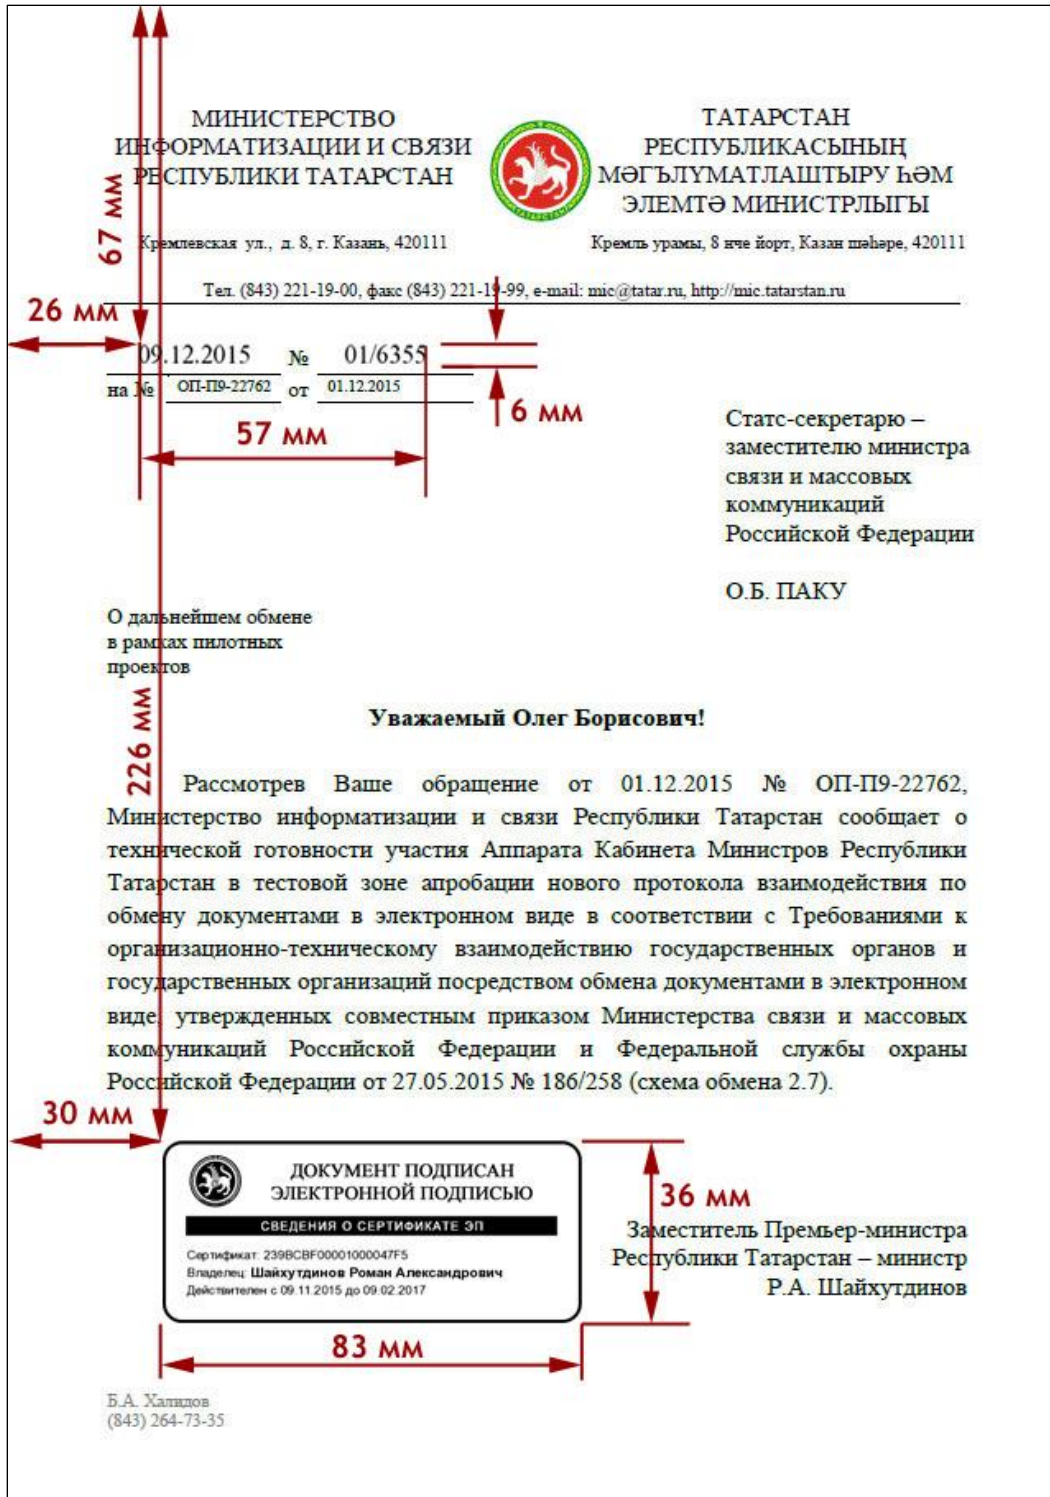 МИНИСТЕРСТВО
ИНФОРМАТИЗАЦИИ И СВЯЗИ
РЕСПУБЛИКИ ТАТАРСТАН
ТАТАРСТАН
РЕСПУБЛИКАСЫНЫҢ
МӘГЪЛҮМАТЛАШТЫРУ ҺӘМ
ЭЛЕМТӘ МИНИСТРЛЫГЫ
67 мм
Кремлевская ул., д. 8, г. Казань, 420111
Кремль урамы, 8 нче йорт, Казан шәһәре, 420111
Тел. (843) 221-19-00, факс (843) 221-19-99, e-mail: mic@tatar.ru, http://mic.tatarstan.ru
26 мм
09.12.2015 № 01/6355
на № ОП-П9-22762 от 01.12.2015
6 мм
57 мм
Статс-секретарю –
заместителю министра
связи и массовых
коммуникаций
Российской Федерации
О.Б. ПАКУ
О дальнейшем обмене
в рамках пилотных
проектов
226 мм
Уважаемый Олег Борисович!
Рассмотрев Ваше обращение от 01.12.2015 № ОП-П9-22762,
Министерство информатизации и связи Республики Татарстан сообщает о
технической готовности участия Аппарата Кабинета Министров Республики
Татарстан в тестовой зоне апробации нового протокола взаимодействия по
обмену документами в электронном виде в соответствии с Требованиями к
организационно-техническому взаимодействию государственных органов и
государственных организаций посредством обмена документами в электронном
виде, утвержденных совместным приказом Министерства связи и массовых
коммуникаций Российской Федерации и Федеральной службы охраны
Российской Федерации от 27.05.2015 № 186/258 (схема обмена 2.7).
30 мм
ДОКУМЕНТ ПОДПИСАН
ЭЛЕКТРОННОЙ ПОДПИСЬЮ
СВЕДЕНИЯ О СЕРТИФИКАТЕ ЭП
Сертификат: 239BCBF00001000047F5
Владелец: Шайхутдинов Роман Александрович
Действителен с 09.11.2015 до 09.02.2017
36 мм
Заместитель Премьер-министра
Республики Татарстан – министр
Р.А. Шайхутдинов
83 мм
Б.А. Халидов
(843) 264-73-35